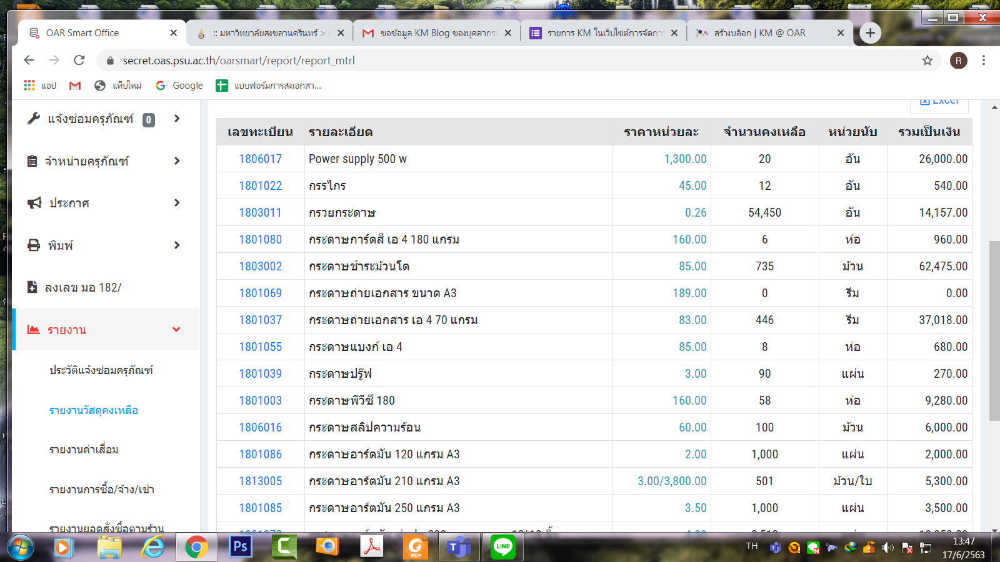 OAR Smart Office
:: มหาวิทยาลัยสงขลานครินทร์ > >
ขอข้อมูล KM Blog ของบุคลากร
รายการ KM ในเว็บไซต์การจัดการ
สร้างบล็อก | KM @ OAR
secret.oas.psu.ac.th/oarsmart/report/report_mtrl
R
แอป
แท็บใหม่
Google
แบบฟอร์มการส่งเอกสา...
Excel
แจ้งซ่อมครุภัณฑ์ 0
จำหน่ายครุภัณฑ์
ประกาศ
พิมพ์
ลงเลข มอ 182/
รายงาน
ประวัติแจ้งซ่อมครุภัณฑ์
รายงานวัสดุคงเหลือ
รายงานค่าเสื่อม
รายงานการซื้อ/จ้าง/เช่า
รายงานยอดสั่งซื้อตามร้าน
เลขทะเบียน รายละเอียด ราคาหน่วยละ จำนวนคงเหลือ หน่วยนับ รวมเป็นเงิน
1806017 Power supply 500 w 1,300.00 20 อัน 26,000.00
1801022 กรรไกร 45.00 12 อัน 540.00
1803011 กรวยกระดาษ 0.26 54,450 อัน 14,157.00
1801080 กระดาษการ์ดสี เอ 4 180 แกรม 160.00 6 ห่อ 960.00
1803002 กระดาษชำระม้วนโต 85.00 735 ม้วน 62,475.00
1801069 กระดาษถ่ายเอกสาร ขนาด A3 189.00 0 รีม 0.00
1801037 กระดาษถ่ายเอกสาร เอ 4 70 แกรม 83.00 446 รีม 37,018.00
1801055 กระดาษแบงก์ เอ 4 85.00 8 ห่อ 680.00
1801039 กระดาษปรู๊ฟ 3.00 90 แผ่น 270.00
1801003 กระดาษพีวีซี 180 160.00 58 ห่อ 9,280.00
1806016 กระดาษสลิปความร้อน 60.00 100 ม้วน 6,000.00
1801086 กระดาษอาร์ตมัน 120 แกรม A3 2.00 1,000 แผ่น 2,000.00
1813005 กระดาษอาร์ตมัน 210 แกรม A3 3.00/3,800.00 501 ม้วน/ใบ 5,300.00
1801085 กระดาษอาร์ตมัน 250 แกรม A3 3.50 1,000 แผ่น 3,500.00
Ps
PDF
LINE
TH
13:47
17/6/2563